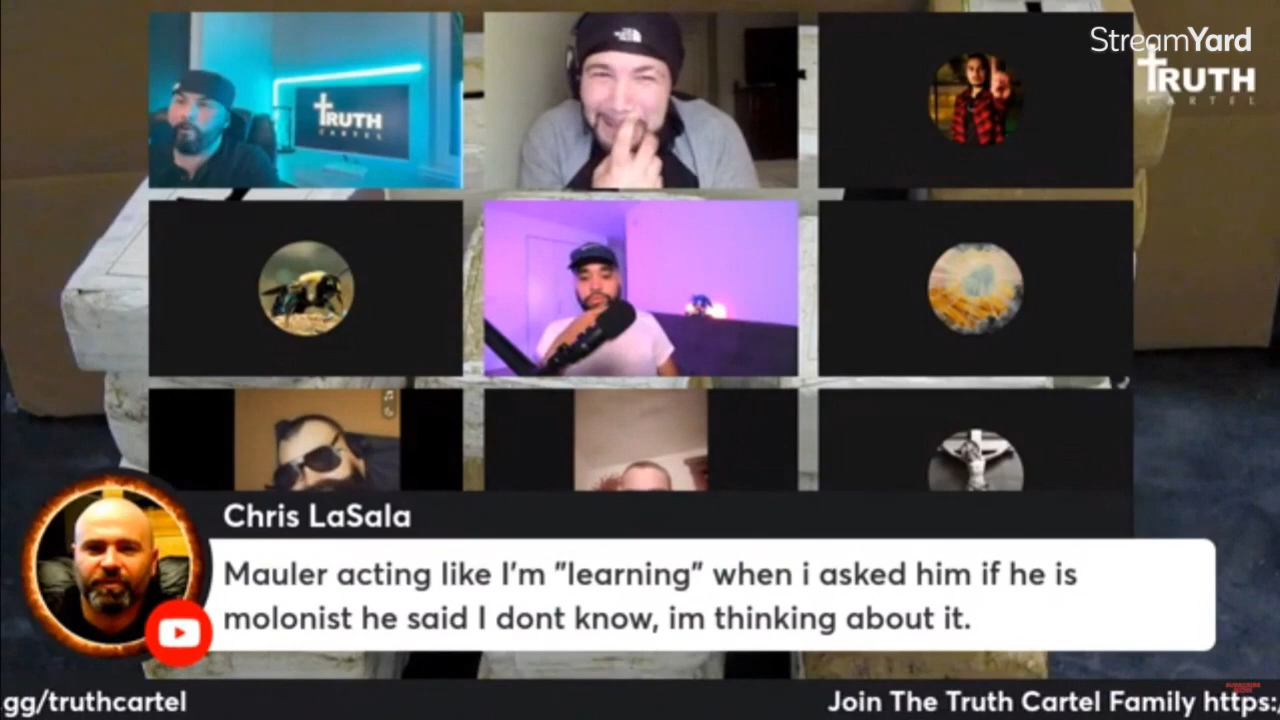 StreamYard
TRUTH
CARTEL
TRUTH
CARTEL
Chris LaSala
Mauler acting like I'm "learning" when i asked him if he is
molonist he said I dont know, im thinking about it.
.gg/truthcartel
Join The Truth Cartel Family https:/